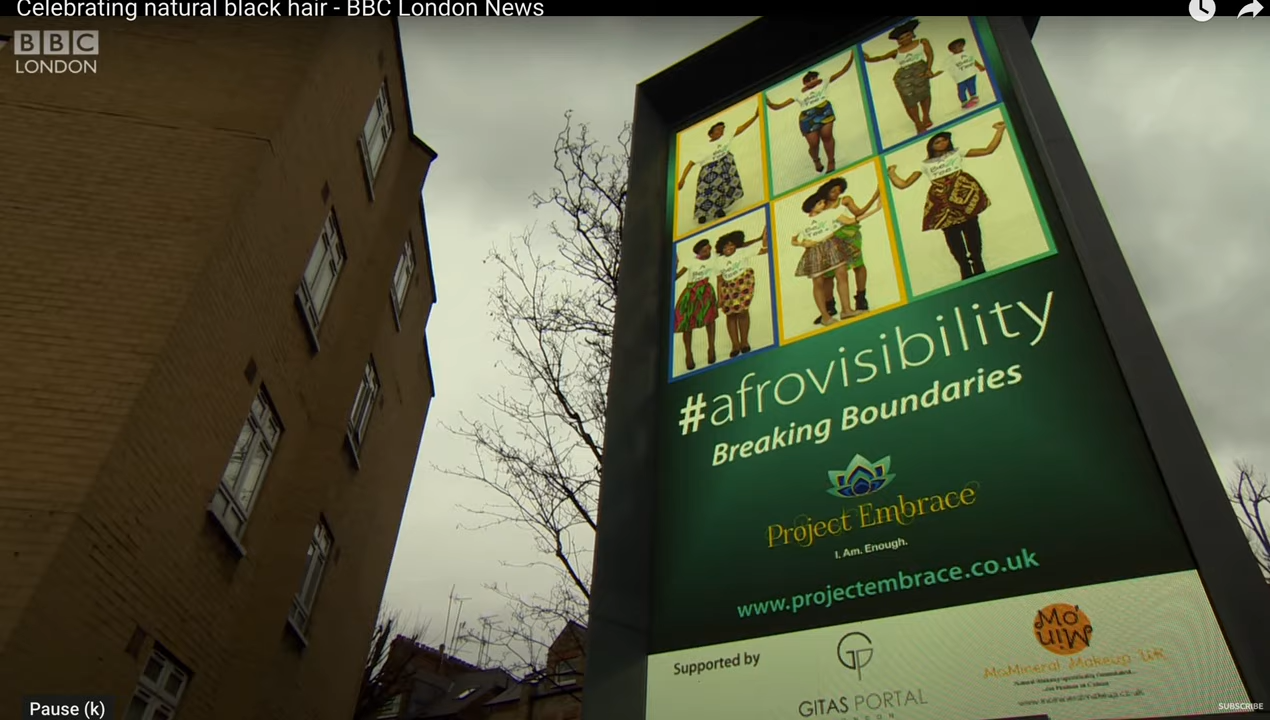 Celebrating natural black hair - BBC London News
BBC
LONDON
#afrovisibility
Breaking Boundaries
Project Embrace
I. Am. Enough.
www.projectembrace.co.uk
Supported by
GP
GITAS PORTAL
Mo'
Min
MoMineral Makeup UK
Pause (k)
SUBSCRIBE